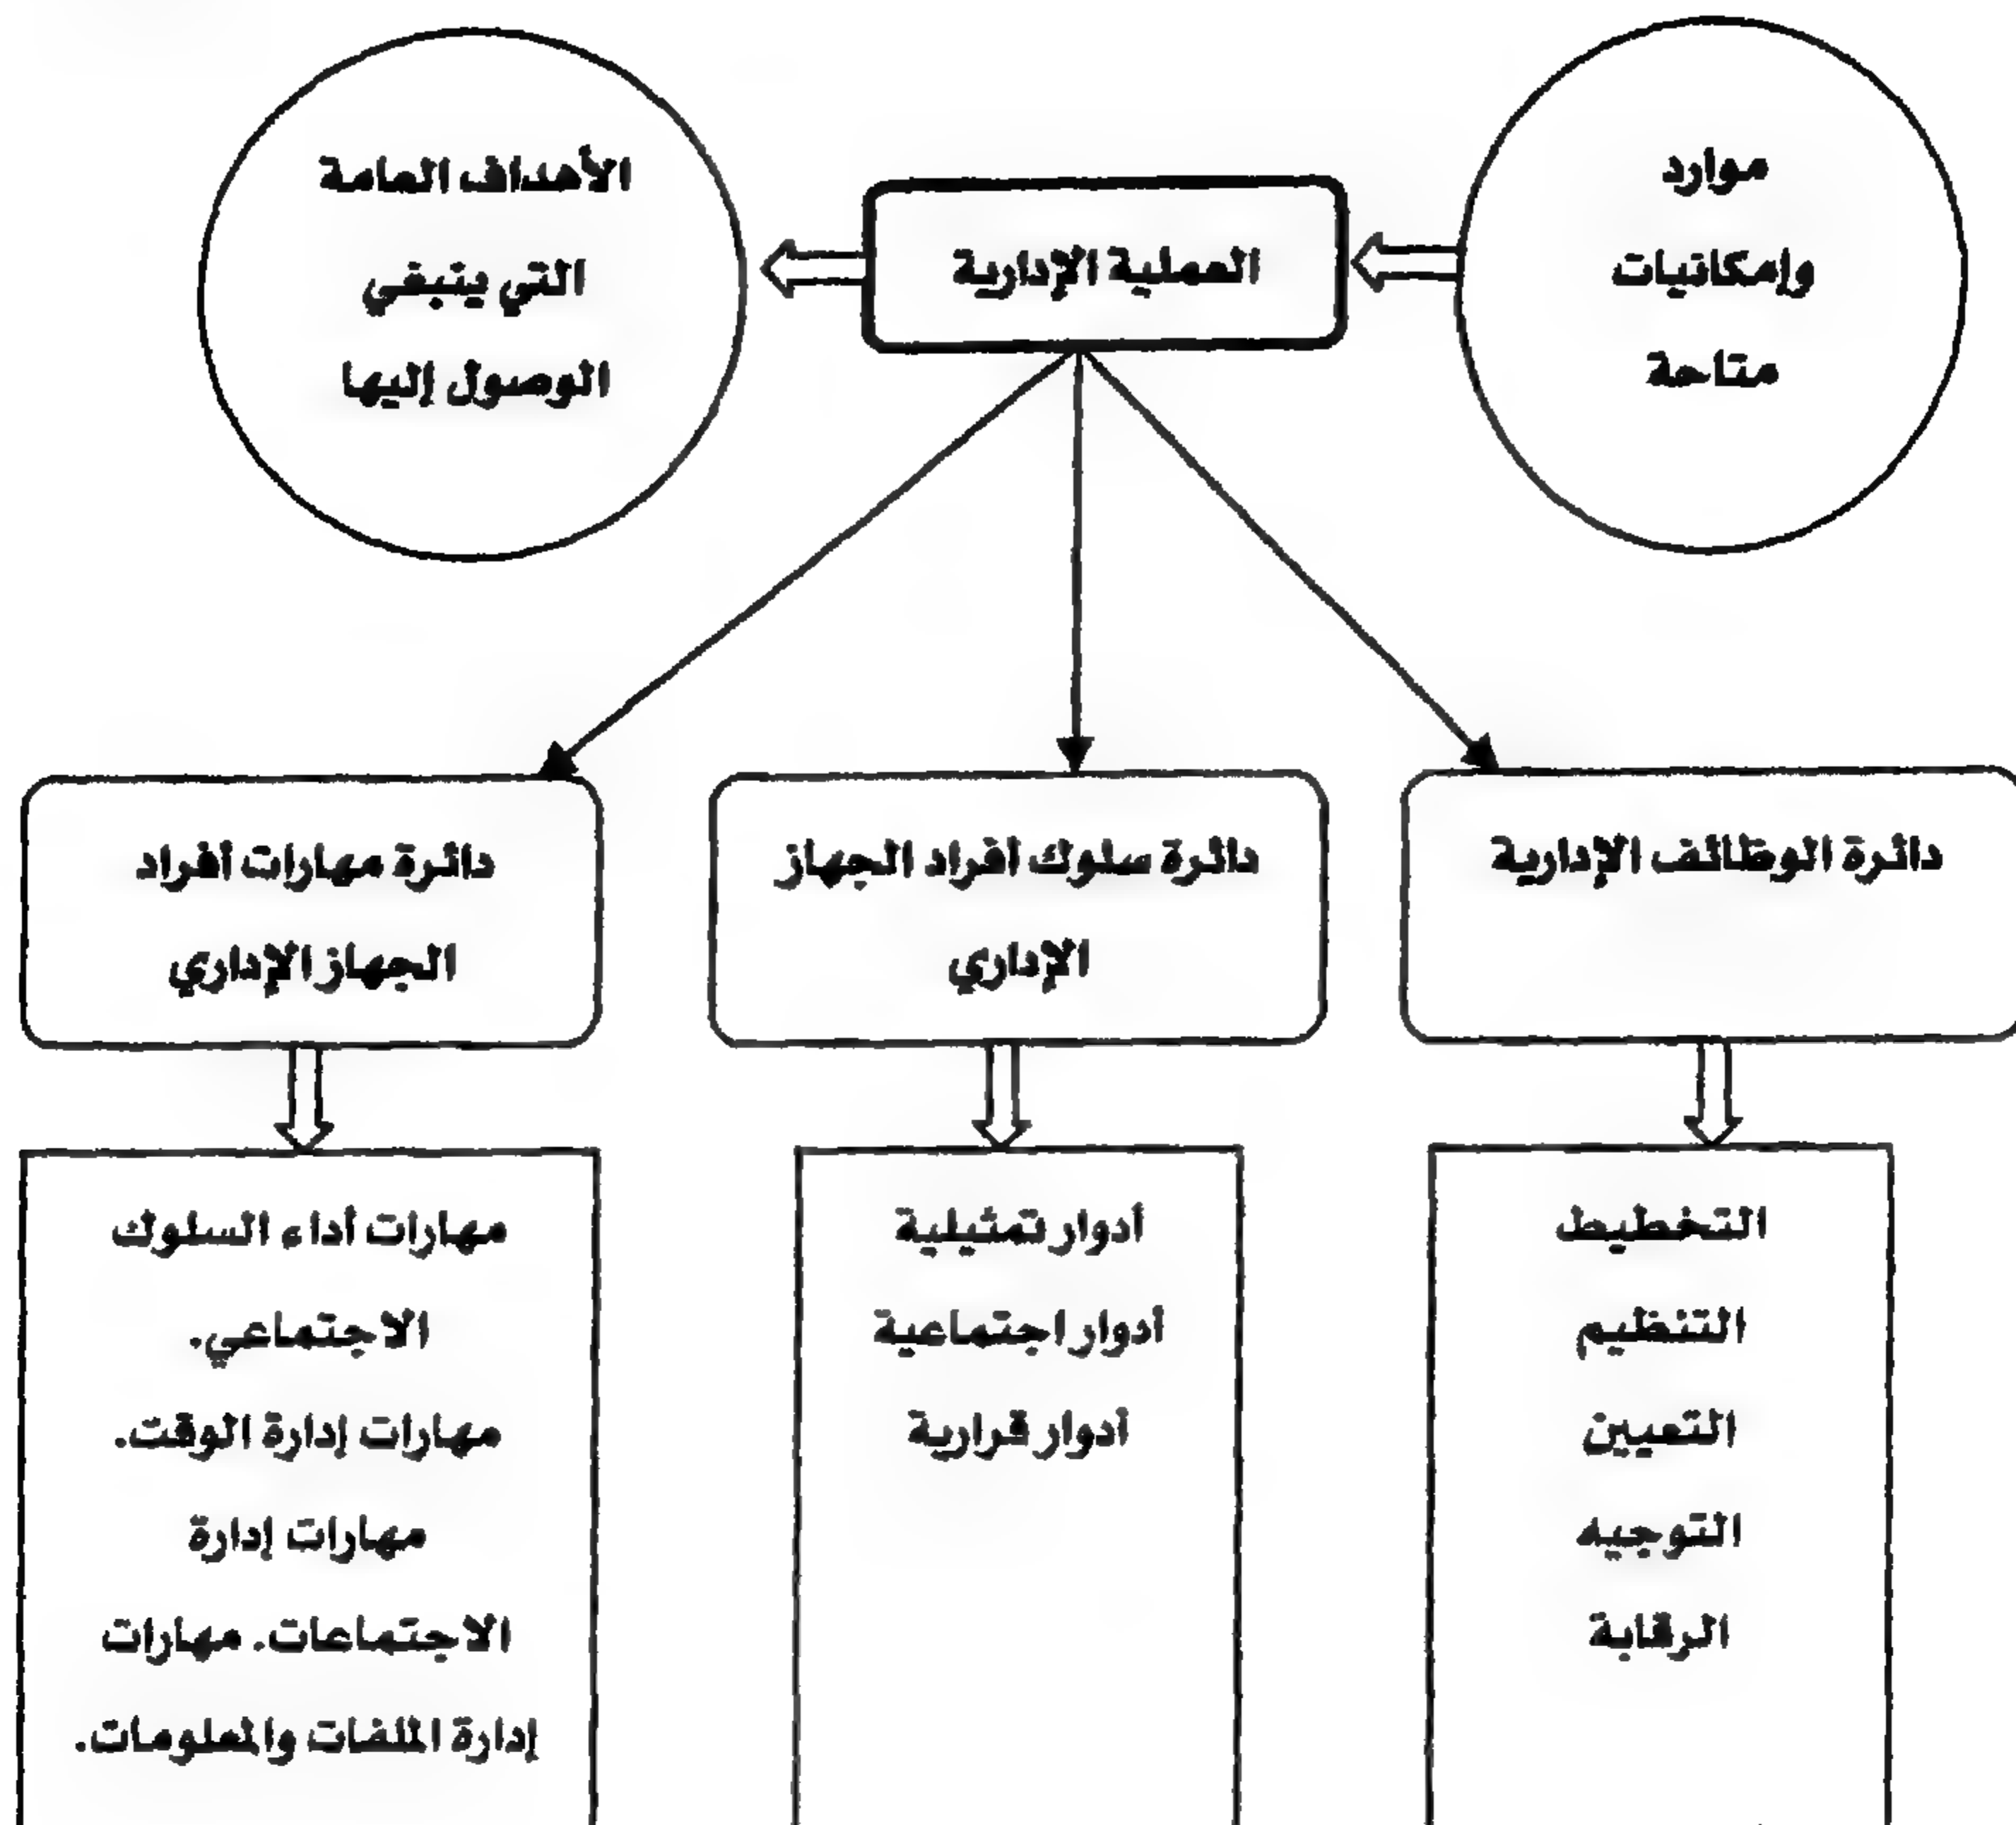 موارد
وإمكانيات
متاحة
العملية الإدارية
الأهداف العامة
التي ينبغي
الوصول إليها
دائرة الوظائف الإدارية
دائرة سلوك أفراد الجهاز
الإداري
دائرة مهارات أفراد
الجهاز الإداري
التخطيط
التنظيم
التعيين
التوجيه
الرقابة
أدوار تمثيلية
أدوار اجتماعية
أدوار قرارية
مهارات أداء السلوك
الاجتماعي.
مهارات إدارة الوقت.
مهارات إدارة
الاجتماعات. مهارات
إدارة الملفات والمعلومات.